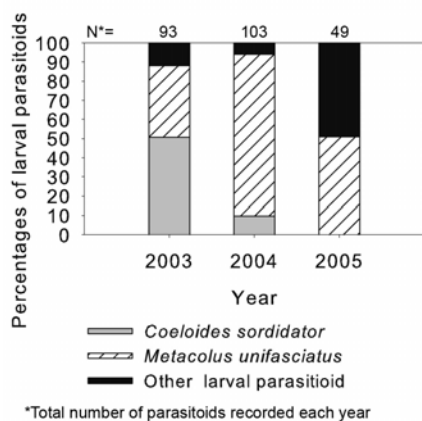 N*= 93 103 49
100
90
80
70
60
50
40
30
20
10
0
Percentages of larval parasitoids
2003 2004 2005
Year
Coeloides sordidator
Metacolus unifasciatus
Other larval parasitioid
*Total number of parasitoids recorded each year